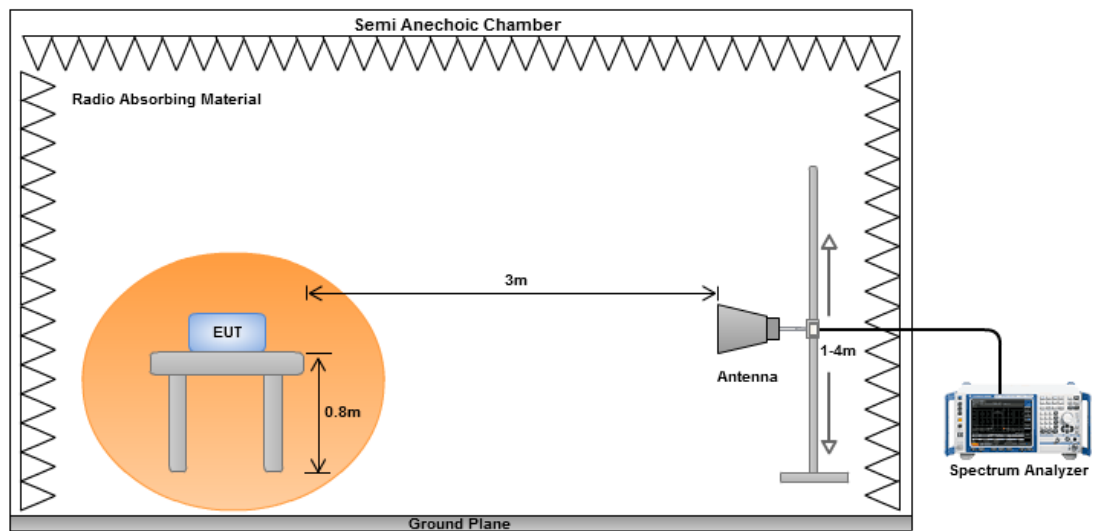 Semi Anechoic Chamber
Radio Absorbing Material
3m
EUT
0.8m
Antenna
1-4m
Spectrum Analyzer
Ground Plane